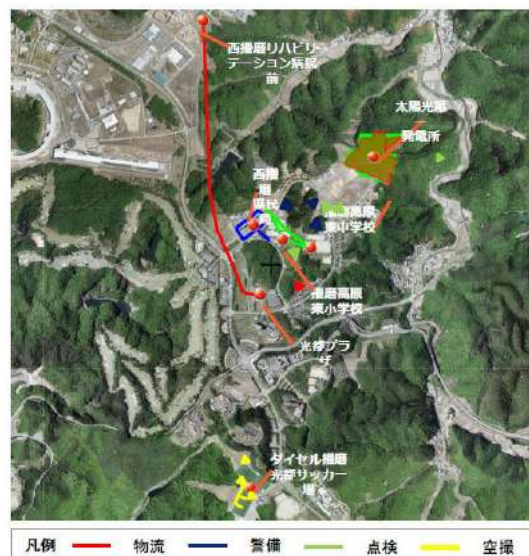 西播磨リハビリ
テーション病院
前
太陽光第
発電所
西播
磨
県民
播磨高原
東中学校
播磨高原
東小学校
光都プラ
ザ
ダイセル播磨
光都サッカー
場
凡例 物流 警備 点検 空撮